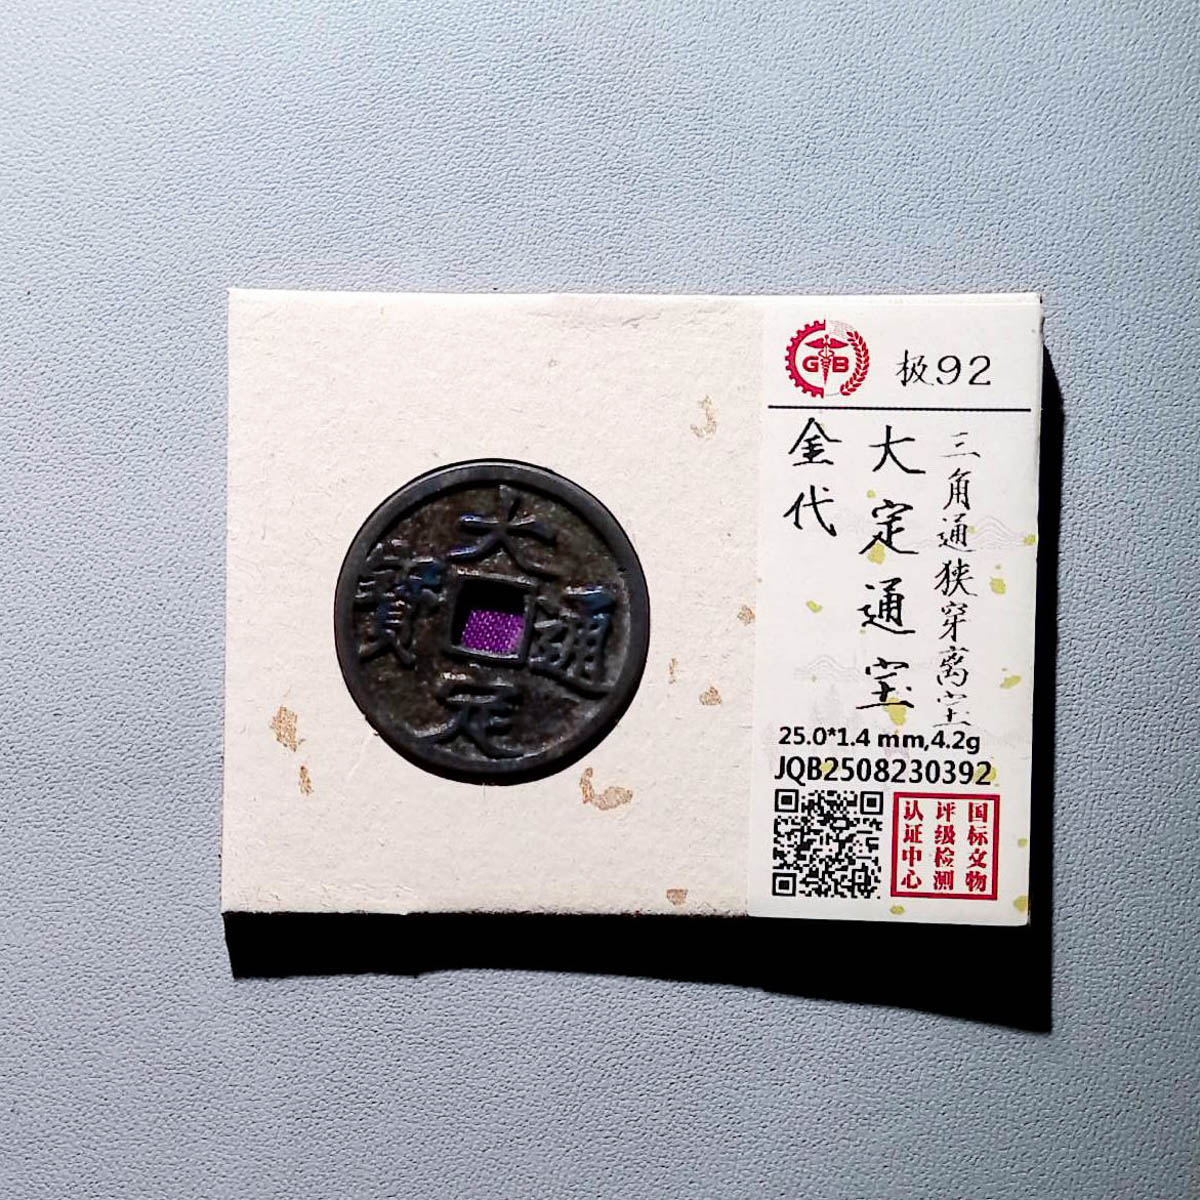 大定通寳
GB
极92
三角通狭穿离宝
大定通宝
金代
25.0*1.4 mm,4.2g
JQB2508230392
国标文物
评级检测
认证中心